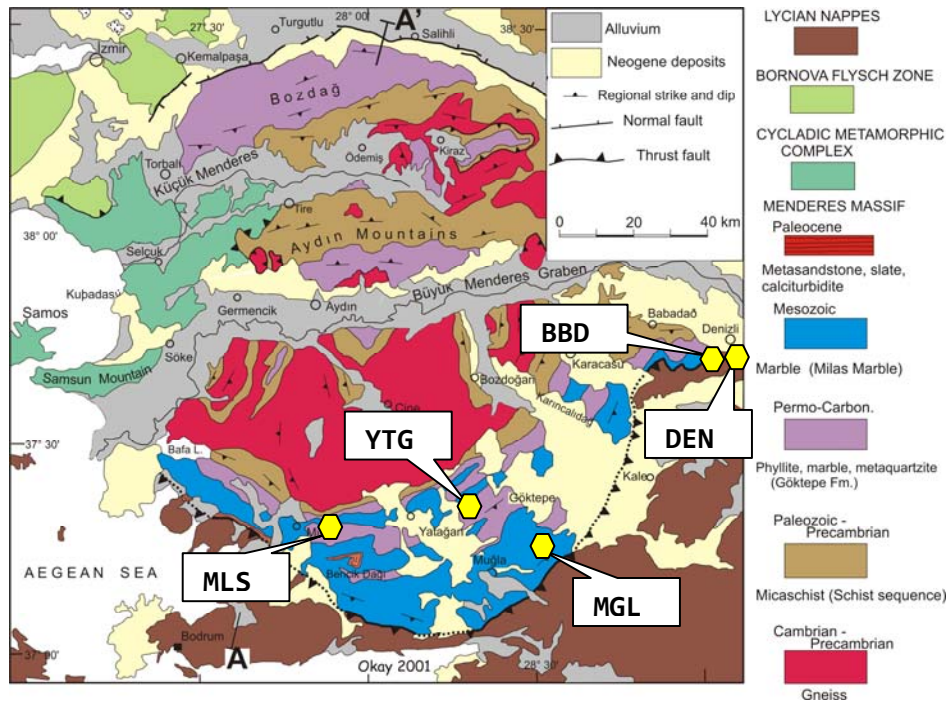 27° 30'
Turgutlu
28° 00
A'
Salihli
38° 30'
İzmir
Kemalpaşa
Bozdağ
Alluvium
Neogene deposits
Regional strike and dip
Normal fault
Thrust fault
0 20 40 km
Torbalı
Küçük Menderes
Ödemiş
Kiraz
38° 00'
Tire
Selçuk
Aydın Mountains
Kuþadasý
Samos
Germencik
Aydın
Büyük Menderes Graben
Söke
Samsun Mountain
BBD
Babadað
Denizli
Karacasu
Bozdoğan
Karıncalıdağ
DEN
YTG
37° 30'
Bafa L.
Göktepe
Kale
Yatağan
MLS
Muğla
MGL
AEGEAN SEA
Bencik Dağı
Bodrum
37° 00'
A
Okay 2001
28° 30'
LYCIAN NAPPES
BORNOVA FLYSCH ZONE
CYCLADIC METAMORPHIC
COMPLEX
MENDERES MASSIF
Paleocene
Metasandstone, slate,
calciturbidite
Mesozoic
Marble (Milas Marble)
Permo-Carbon.
Phyllite, marble, metaquartzite
(Göktepe Fm.)
Paleozoic -
Precambrian
Micaschist (Schist sequence)
Cambrian -
Precambrian
Gneiss